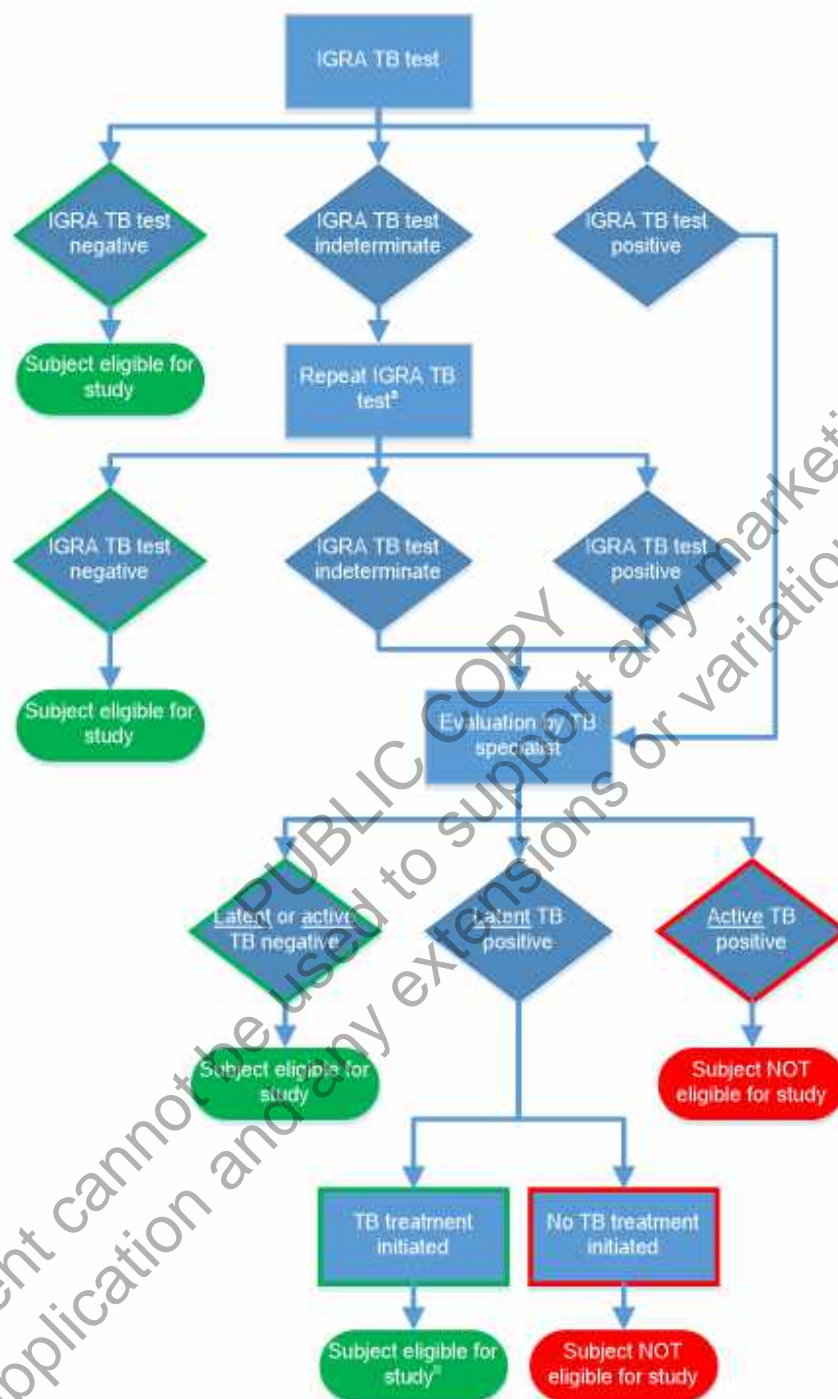 IGRA TB test
IGRA TB test
negative
IGRA TB test
indeterminate
IGRA TB test
positive
Subject eligible for
study
Repeat IGRA TB
testª
IGRA TB test
negative
IGRA TB test
indeterminate
IGRA TB test
positive
Subject eligible for
study
Evaluation by TB
specialist
Latent or active
TB negative
Latent TB
positive
Active TB
positive
Subject eligible for
study
Subject NOT
eligible for study
TB treatment
initiated
No TB treatment
initiated
Subject eligible for
study
Subject NOT
eligible for study
PUBLIC COPY
cannot be used to support any
application and any extensions or